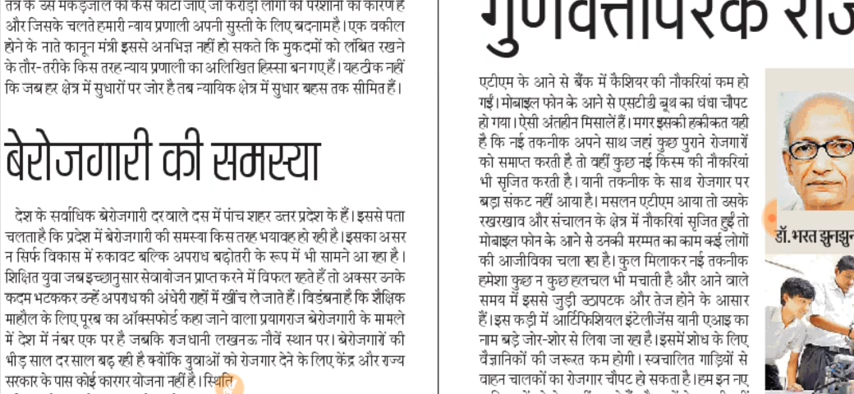 तंत्र के उस मकड़जाल को कैसे काटा जाए जो करोड़ों लोगों की परेशानी का कारण है
और जिसके चलते हमारी न्याय प्रणाली अपनी सुस्ती के लिए बदनाम है। एक वकील
होने के नाते कानून मंत्री इससे अनभिज्ञ नहीं हो सकते कि मुकदमों को लंबित रखने
के तौर-तरीके किस तरह न्याय प्रणाली का अलिखित हिस्सा बन गए हैं। यह ठीक नहीं
कि जब हर क्षेत्र में सुधारों पर जोर है तब न्यायिक क्षेत्र में सुधार बहस तक सीमित हैं।
बेरोजगारी की समस्या
देश के सर्वाधिक बेरोजगारी दर वाले दस में पांच शहर उत्तर प्रदेश के हैं। इससे पता
चलता है कि प्रदेश में बेरोजगारी की समस्या किस तरह भयावह हो रही है। इसका असर
न सिर्फ विकास में रुकावट बल्कि अपराध बढ़ोतरी के रूप में भी सामने आ रहा है।
शिक्षित युवा जब इच्छानुसार सेवायोजन प्राप्त करने में विफल रहते हैं तो अक्सर उनके
कदम भटककर उन्हें अपराध की अंधेरी राहों में खींच ले जाते हैं। विडंबना है कि शैक्षिक
माहौल के लिए पूरब का ऑक्सफोर्ड कहा जाने वाला प्रयागराज बेरोजगारी के मामले
में देश में नंबर एक पर है जबकि राजधानी लखनऊ नौवें स्थान पर। बेरोजगारों की
भीड़ साल दर साल बढ़ रही है क्योंकि युवाओं को रोजगार देने के लिए केंद्र और राज्य
सरकार के पास कोई कारगर योजना नहीं है। स्थिति
गुणवत्तापरक रोज
एटीएम के आने से बैंक में कैशियर की नौकरियां कम हो
गईं। मोबाइल फोन के आने से एसटीडी बूथ का धंधा चौपट
हो गया। ऐसी अंतहीन मिसालें हैं। मगर इसकी हकीकत यही
है कि नई तकनीक अपने साथ जहां कुछ पुराने रोजगारों
को समाप्त करती है तो वहीं कुछ नई किस्म की नौकरियां
भी सृजित करती है। यानी तकनीक के साथ रोजगार पर
बड़ा संकट नहीं आया है। मसलन एटीएम आया तो उसके
रखरखाव और संचालन के क्षेत्र में नौकरियां सृजित हुईं तो
मोबाइल फोन के आने से उनकी मरम्मत का काम कई लोगों
की आजीविका चला रहा है। कुल मिलाकर नई तकनीक
हमेशा कुछ न कुछ हलचल भी मचाती है और आने वाले
समय में इससे जुड़ी उठापटक और तेज होने के आसार
हैं। इस कड़ी में आर्टिफिशियल इंटेलीजेंस यानी एआइ का
नाम बड़े जोर-शोर से लिया जा रहा है। इसमें शोध के लिए
वैज्ञानिकों की जरूरत कम होगी। स्वचालित गाड़ियों से
वाहन चालकों का रोजगार चौपट हो सकता है। हम इन नए
डॉ. भरत झुनझुन